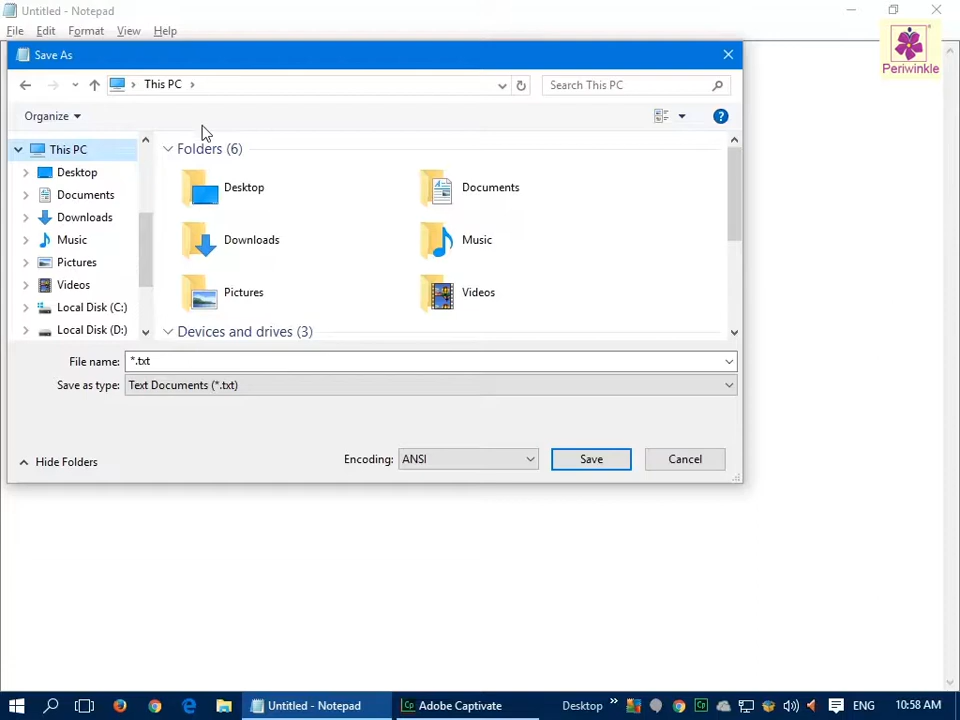 Untitled - Notepad
File Edit Format View Help
Periwinkle
Save As
This PC
Search This PC
Organize
?
This PC
Desktop
Documents
Downloads
Music
Pictures
Videos
Local Disk (C:)
Local Disk (D:)
Folders (6)
Desktop Documents
Downloads Music
Pictures Videos
Devices and drives (3)
File name: *.txt
Save as type: Text Documents (*.txt)
Hide Folders Encoding: ANSI Save Cancel
Untitled - Notepad Cp Adobe Captivate Desktop » Cp ENG 10:58 AM